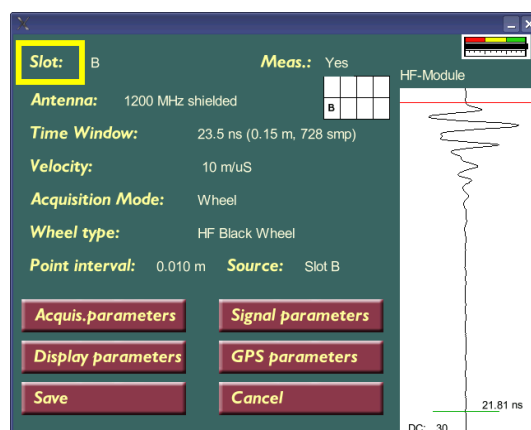 Slot: B Meas.: Yes
HF-Module
Antenna: 1200 MHz shielded
B
Time Window: 23.5 ns (0.15 m, 728 smp)
Velocity: 10 m/uS
Acquisition Mode: Wheel
Wheel type: HF Black Wheel
Point interval: 0.010 m Source: Slot B
Acquis.parameters Signal parameters
Display parameters GPS parameters
Save Cancel
21.81 ns
DC: 30